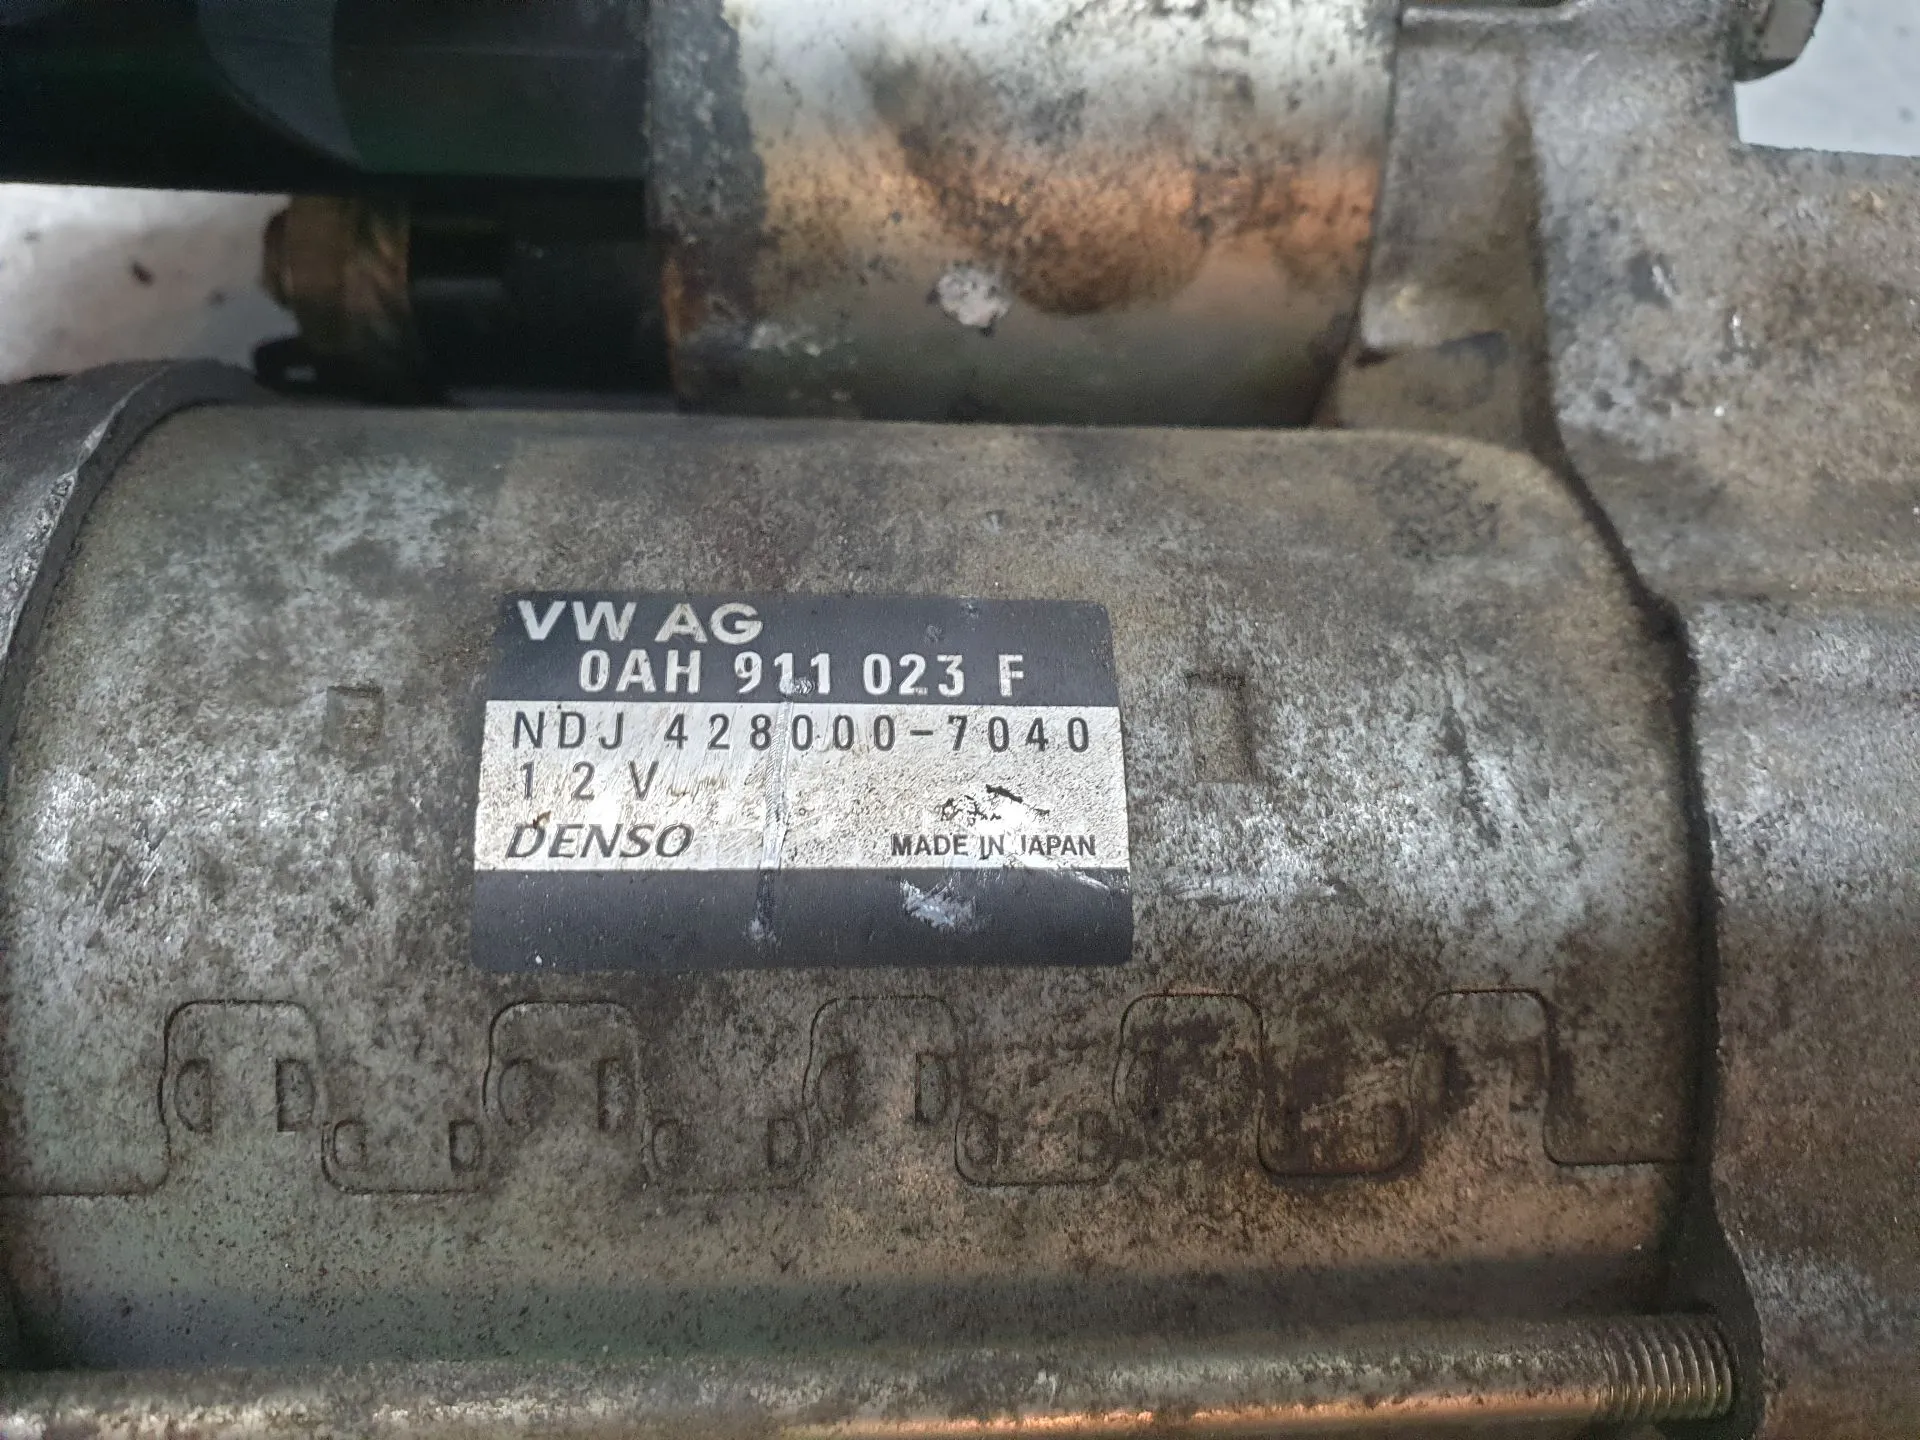 VW AG
0AH 911 023 F
NDJ 428000-7040
12V
DENSO MADE IN JAPAN